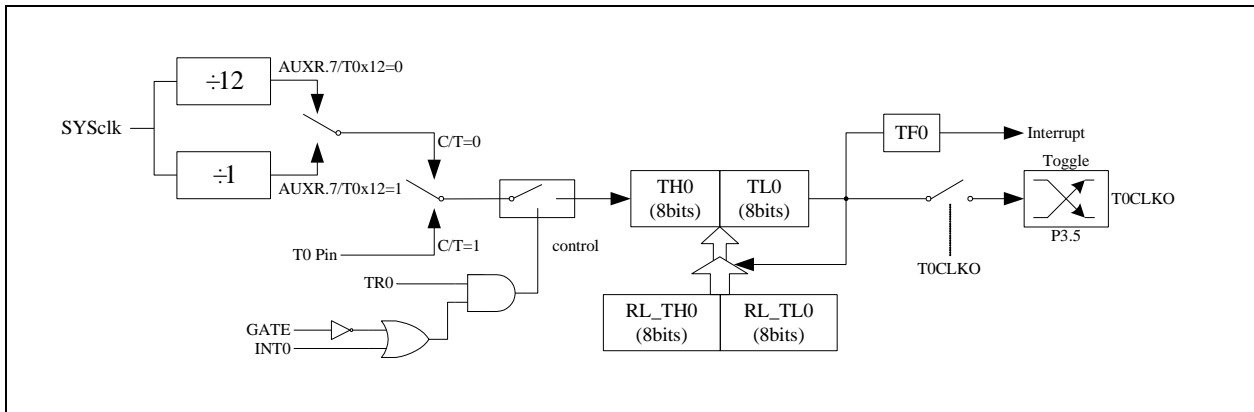 ÷12
AUXR.7/T0x12=0
SYSclk
÷1
AUXR.7/T0x12=1
C/T=0
C/T=1
T0 Pin
control
TR0
GATE
INT0
TH0
(8bits)
TL0
(8bits)
RL_TH0
(8bits)
RL_TL0
(8bits)
TF0
Interrupt
Toggle
T0CLKO
P3.5
T0CLKO